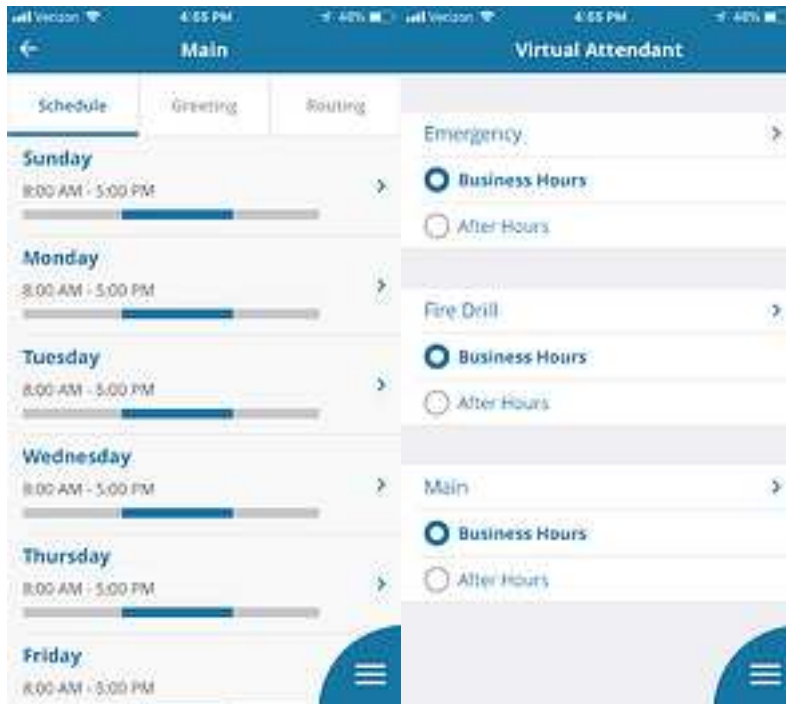 Verizon 4:55 PM 48%
Main
Schedule Greeting Routing
Sunday
8:00 AM - 5:00 PM
Monday
8:00 AM - 5:00 PM
Tuesday
8:00 AM - 5:00 PM
Wednesday
8:00 AM - 5:00 PM
Thursday
8:00 AM - 5:00 PM
Friday
8:00 AM - 5:00 PM
Verizon 4:55 PM 48%
Virtual Attendant
Emergency
Business Hours
After Hours
Fire Drill
Business Hours
After Hours
Main
Business Hours
After Hours